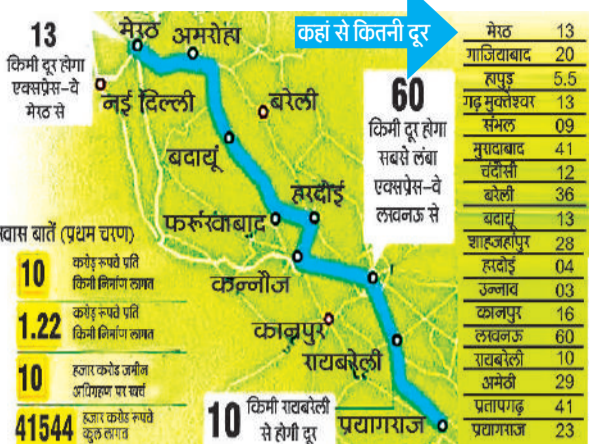 13
किमी दूर होगा
एक्सप्रेस-वे
मेरठ से
मेरठ
अमरोहा
नई दिल्ली
बरेली
बदायूं
हरदोई
फर्रूखाबाद
कन्नौज
कानपुर
रायबरेली
प्रयागराज
60
किमी दूर होगा
सबसे लंबा
एक्सप्रेस-वे
लखनऊ से
10 किमी रायबरेली
से होगी दूर
खास बातें (प्रथम चरण)
10 करोड़ रूपये प्रति
किमी निर्माण लागत
1.22 करोड़ रूपये प्रति
किमी निर्माण लागत
10 हजार करोड़ जमीन
अधिग्रहण पर खर्च
41544 हजार करोड़ रूपये
कुल लागत
कहां से कितनी दूर
मेरठ 13
गाजियाबाद 20
हापुड़ 5.5
गढ़ मुक्तेश्वर 13
संभल 09
मुरादाबाद 41
चंदौसी 12
बरेली 36
बदायूं 13
शाहजहांपुर 28
हरदोई 04
उन्नाव 03
कानपुर 16
लखनऊ 60
रायबरेली 10
अमेठी 29
प्रतापगढ़ 41
प्रयागराज 23